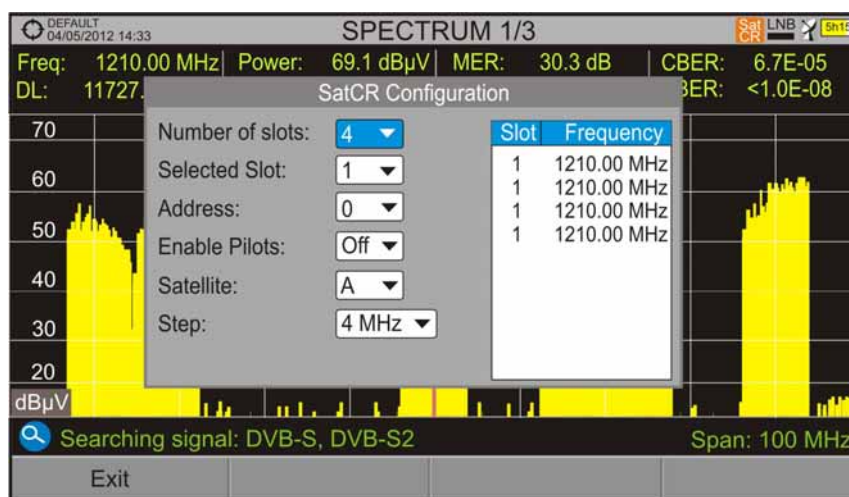 DEFAULT
04/05/2012 14:33
SPECTRUM 1/3
Sat CR
LNB
5h15
Freq: 1210.00 MHz Power: 69.1 dBµV MER: 30.3 dB CBER: 6.7E-05
DL: 11727. BER: <1.0E-08
SatCR Configuration
Number of slots: 4
Selected Slot: 1
Address: 0
Enable Pilots: Off
Satellite: A
Step: 4 MHz
Slot Frequency
1 1210.00 MHz
1 1210.00 MHz
1 1210.00 MHz
1 1210.00 MHz
70
60
50
40
30
20
dBµV
Searching signal: DVB-S, DVB-S2
Span: 100 MHz
Exit